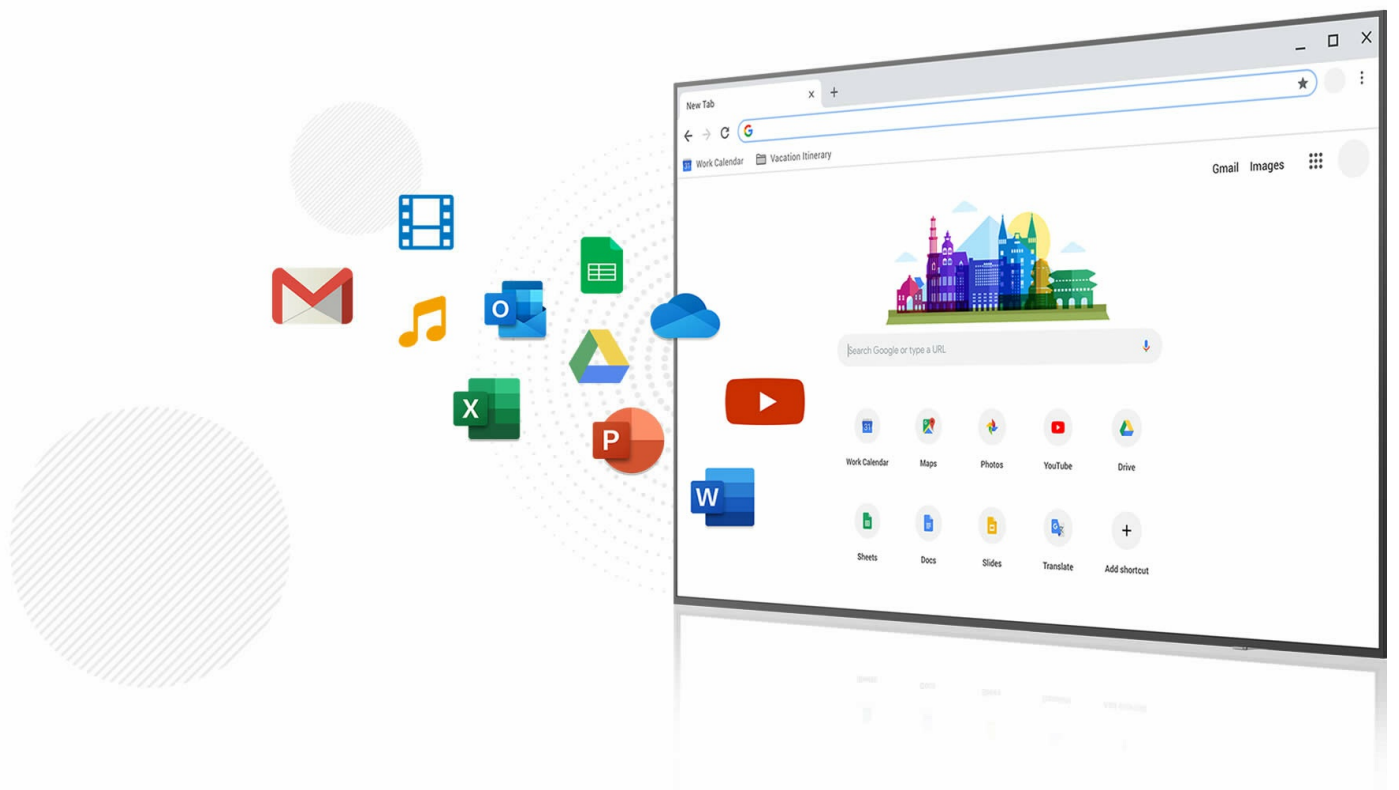 New Tab
Work Calendar Vacation Itinerary
Gmail Images
Search Google or type a URL
Work Calendar Maps Photos YouTube Drive
Sheets Docs Slides Translate Add shortcut
O
X
P
W